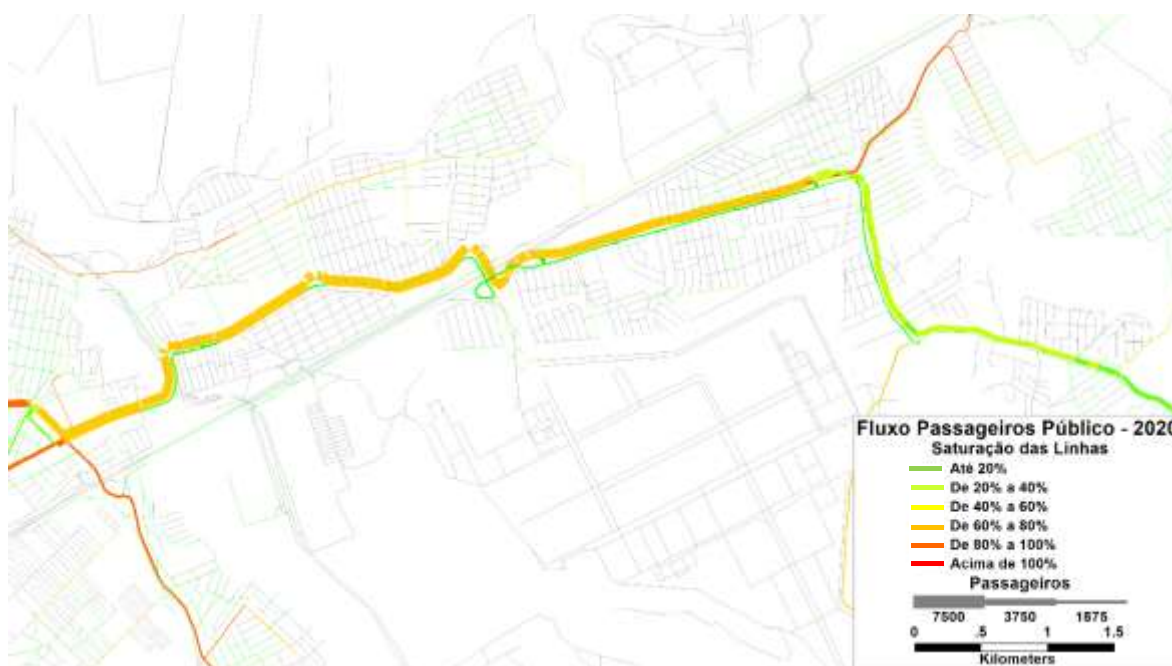 Fluxo Passageiros Público - 2020
Saturação das Linhas
Até 20%
De 20% a 40%
De 40% a 60%
De 60% a 80%
De 80% a 100%
Acima de 100%
Passageiros
7500 3750 1875
0 .5 1 1.5
Kilometers